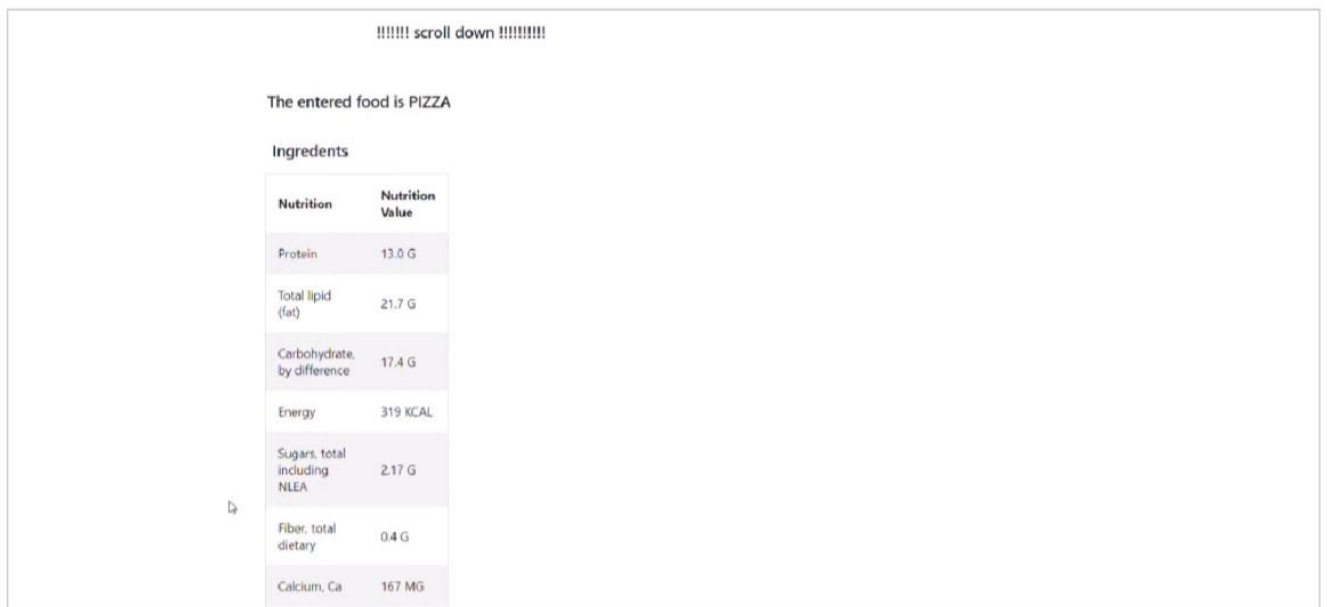 !!!!!!! scroll down !!!!!!!!!!
The entered food is PIZZA
Ingredents
Nutrition Nutrition Value
Protein 13.0 G
Total lipid (fat) 21.7 G
Carbohydrate, by difference 17.4 G
Energy 319 KCAL
Sugars, total including NLEA 2.17 G
Fiber, total dietary 0.4 G
Calcium, Ca 167 MG